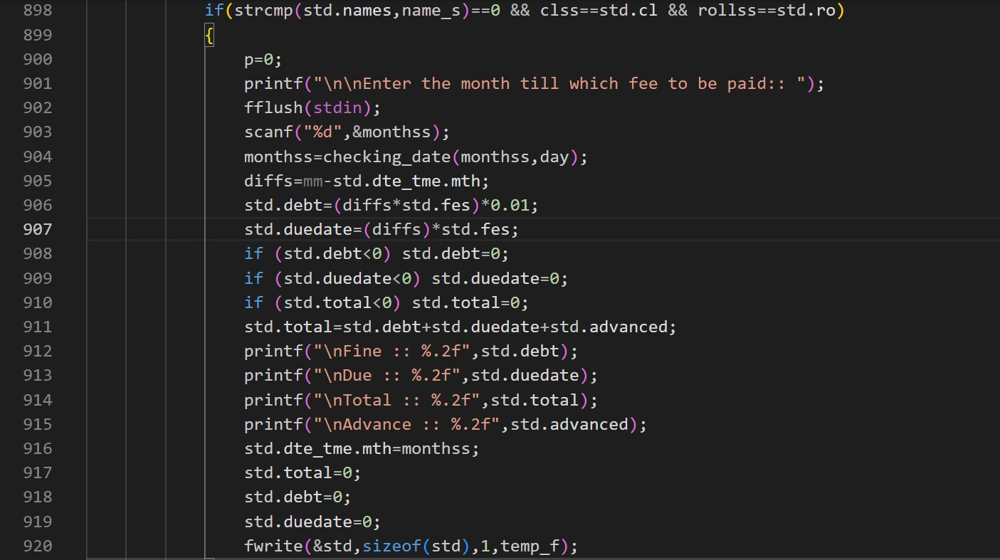 898 if(strcmp(std.names,name_s)==0 && clss==std.cl && rollss==std.ro)
899 {
900 p=0;
901 printf("\n\nEnter the month till which fee to be paid:: ");
902 fflush(stdin);
903 scanf("%d",&monthss);
904 monthss=checking_date(monthss,day);
905 diffs=mm-std.dte_tme.mth;
906 std.debt=(diffs*std.fes)*0.01;
907 std.duedate=(diffs)*std.fes;
908 if (std.debt<0) std.debt=0;
909 if (std.duedate<0) std.duedate=0;
910 if (std.total<0) std.total=0;
911 std.total=std.debt+std.duedate+std.advanced;
912 printf("\nFine :: %.2f",std.debt);
913 printf("\nDue :: %.2f",std.duedate);
914 printf("\nTotal :: %.2f",std.total);
915 printf("\nAdvance :: %.2f",std.advanced);
916 std.dte_tme.mth=monthss;
917 std.total=0;
918 std.debt=0;
919 std.duedate=0;
920 fwrite(&std,sizeof(std),1,temp_f);